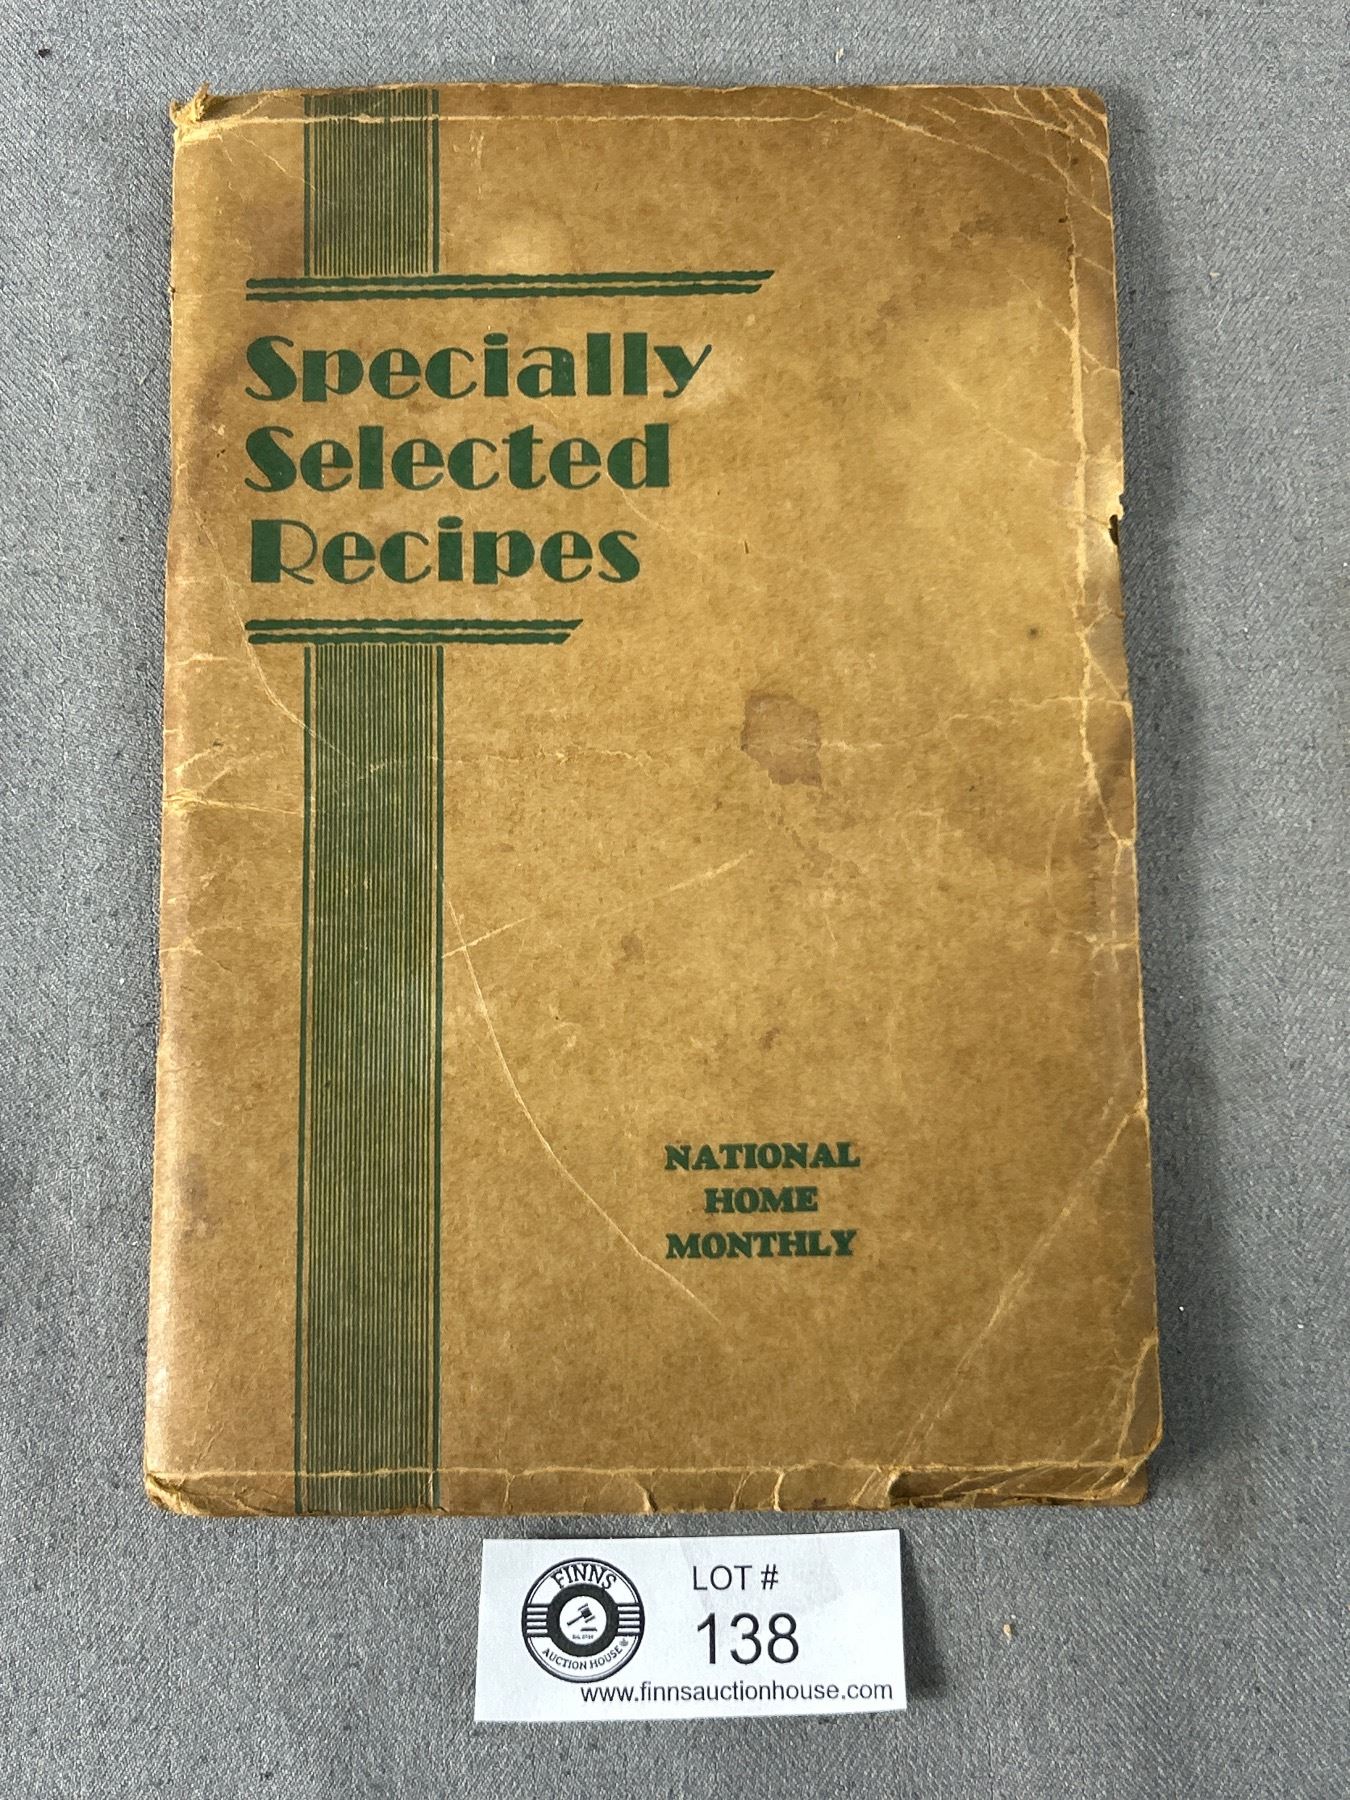 Specially
Selected
Recipes
NATIONAL
HOME
MONTHLY
FINNS
AUCTION HOUSE
LOT #
138
www.finnsauctionhouse.com